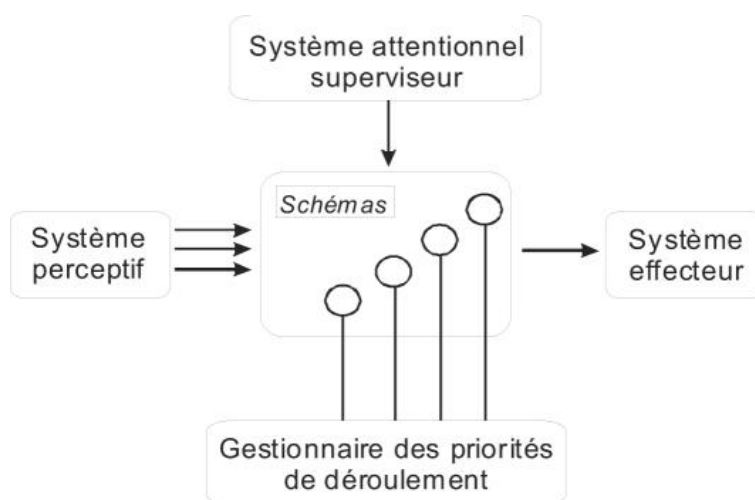 Système attentionnel
superviseur
Schémas
Système
perceptif
Système
effecteur
Gestionnaire des priorités
de déroulement